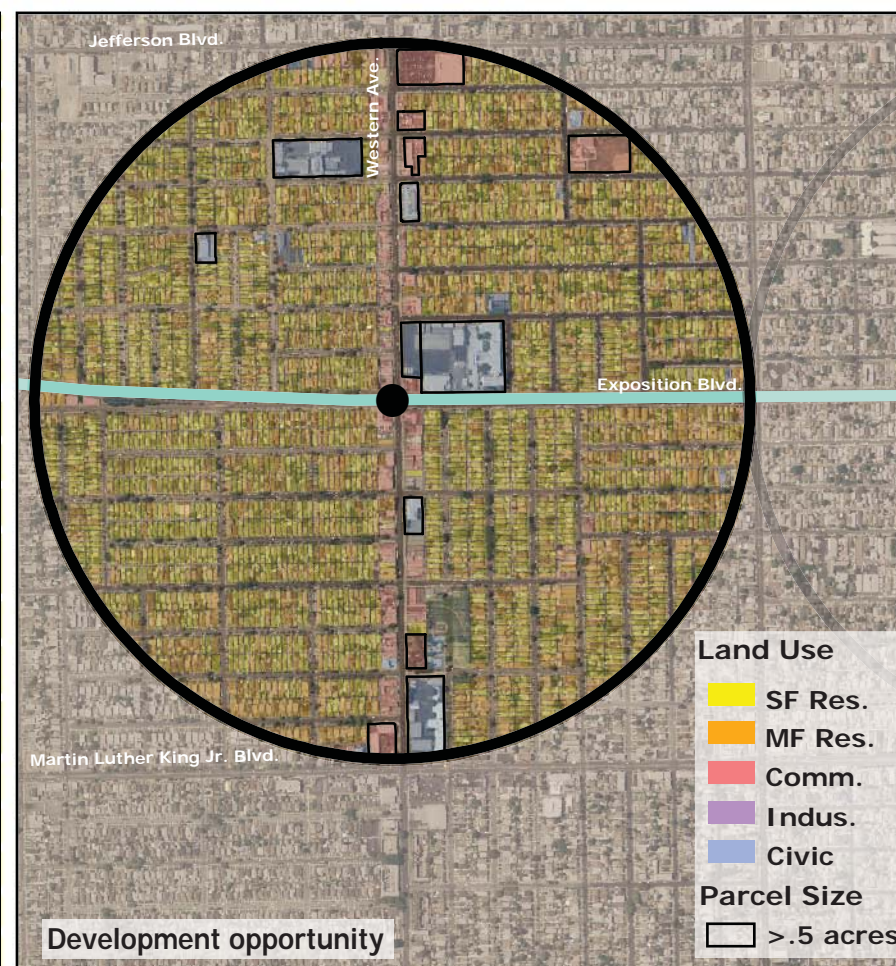 Jefferson Blvd.
Western Ave.
Exposition Blvd.
Martin Luther King Jr. Blvd.
Land Use
SF Res.
MF Res.
Comm.
Indus.
Civic
Parcel Size
>.5 acres
Development opportunity